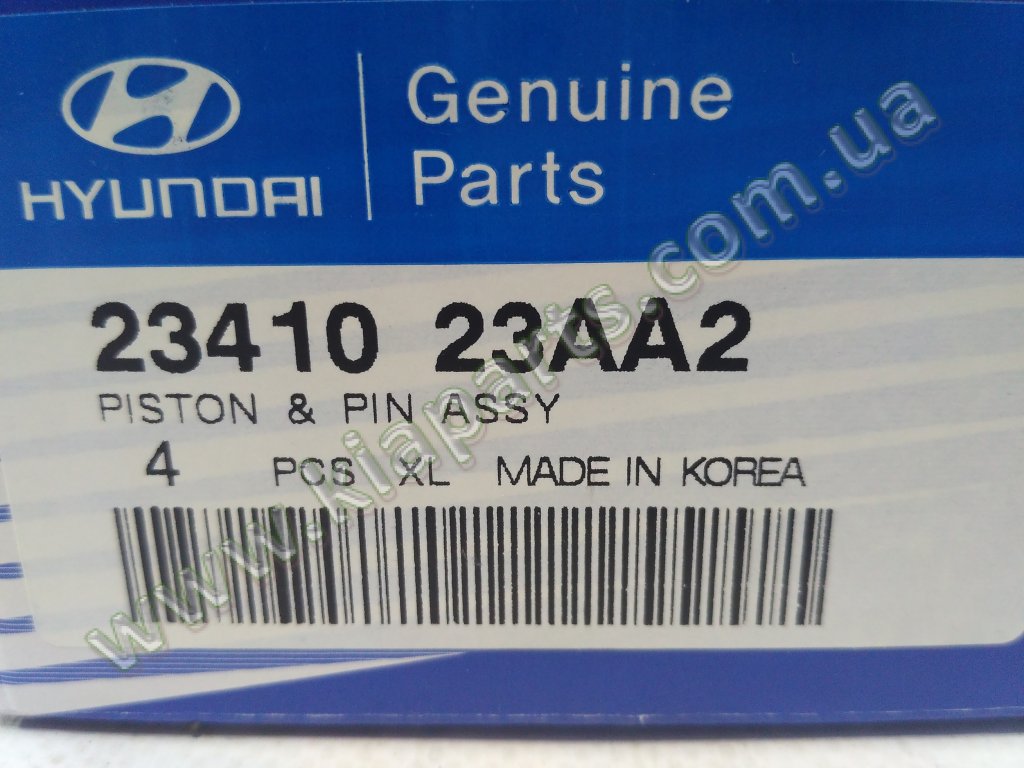 HYUNDAI
Genuine
Parts
23410 23AA2
PISTON & PIN ASSY
4 PCS XL MADE IN KOREA
www.kiaparts.com.ua